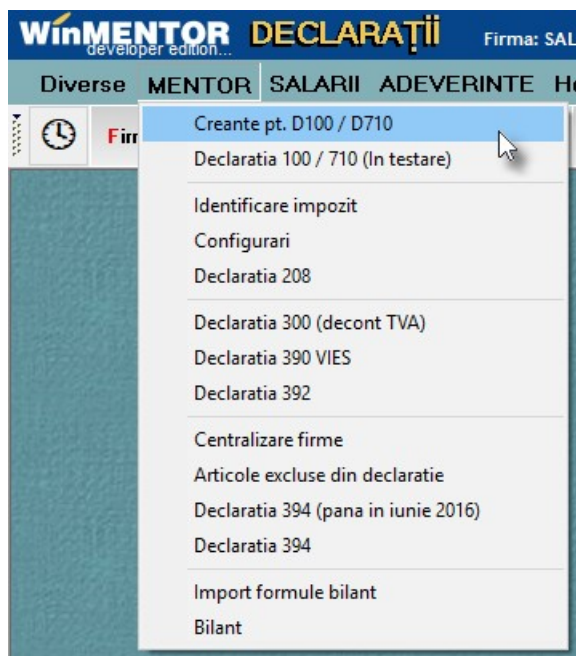 WinMENTOR DECLARAȚII Firma: SAL
developer edition...
Diverse MENTOR SALARII ADEVERINTE He
Fir
Creante pt. D100 / D710
Declaratia 100 / 710 (In testare)
Identificare impozit
Configurari
Declaratia 208
Declaratia 300 (decont TVA)
Declaratia 390 VIES
Declaratia 392
Centralizare firme
Articole excluse din declaratie
Declaratia 394 (pana in iunie 2016)
Declaratia 394
Import formule bilant
Bilant